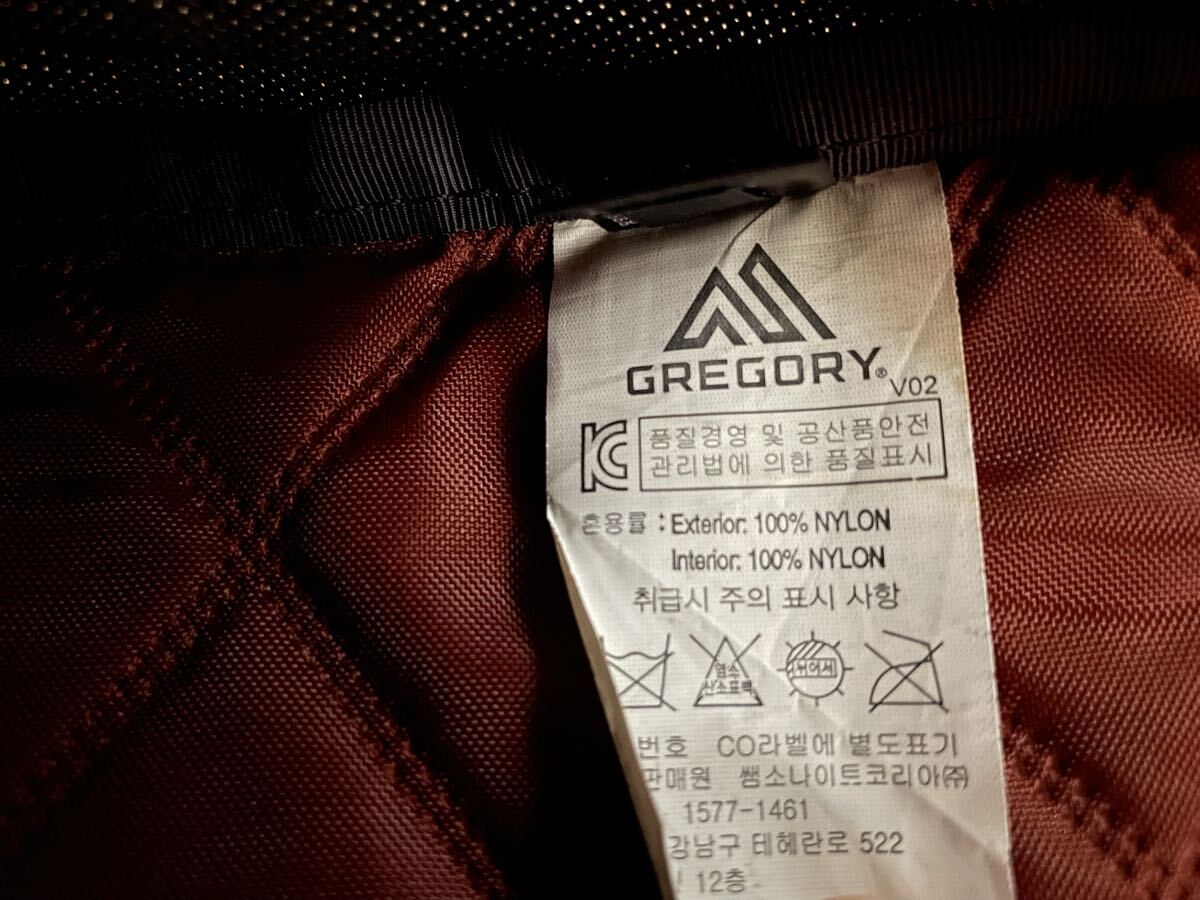 GREGORY® V02
품질경영 및 공산품안전
관리법에 의한 품질표시
혼용률 : Exterior: 100% NYLON
Interior: 100% NYLON
취급시 주의 표시 사항
염소
산소표백
뉘어서
번호 CO라벨에 별도표기
판매원 쌤소나이트코리아㈜
1577-1461
강남구 테헤란로 522
12층